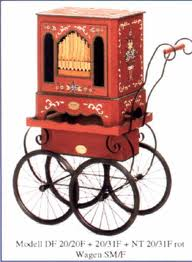 Modell DF 20/20F + 20/31F + NT 20/31F rot
Wagen SM/F